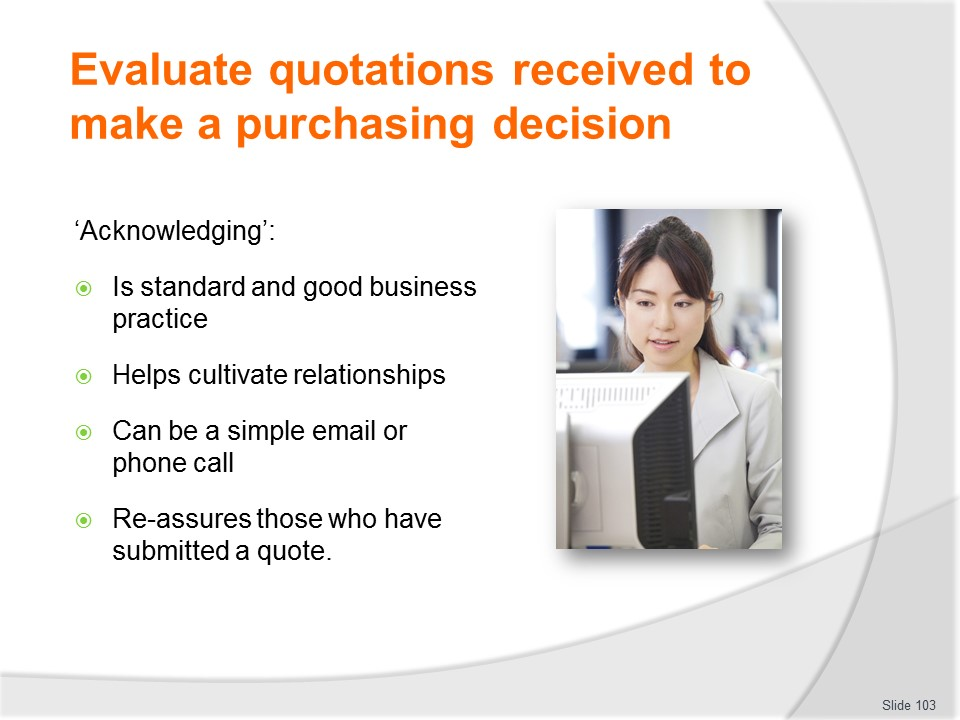 Evaluate quotations received to
make a purchasing decision
‘Acknowledging’:
Is standard and good business
practice
Helps cultivate relationships
Can be a simple email or
phone call
Re-assures those who have
submitted a quote.
Slide 103